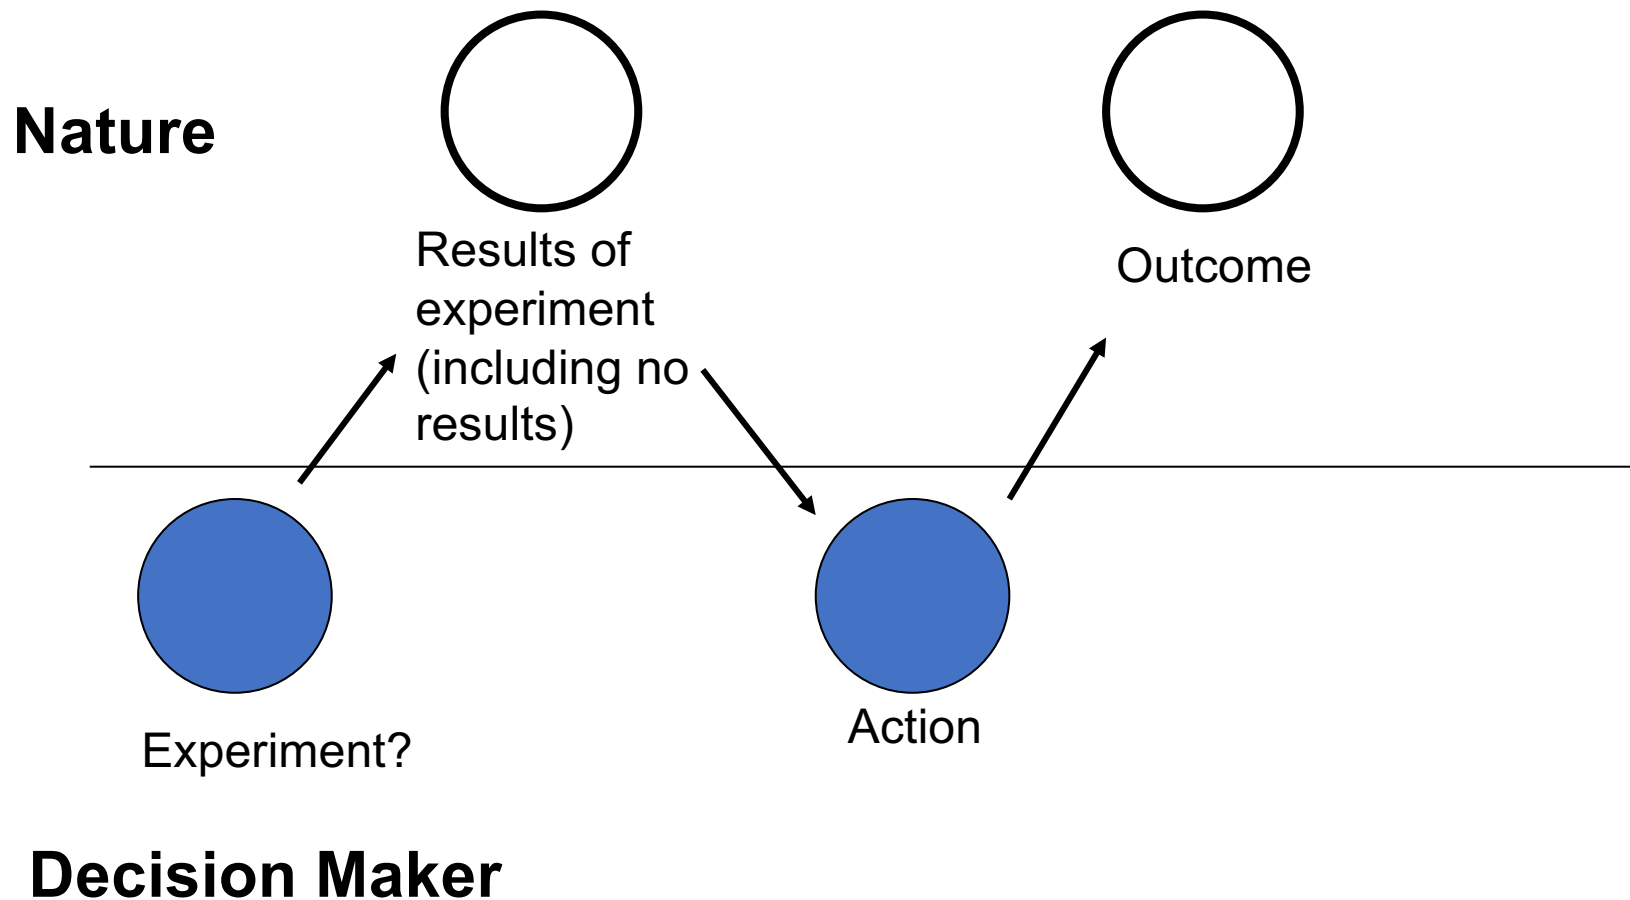 Nature
Results of
experiment
(including no
results)
Outcome
Experiment?
Action
Decision Maker